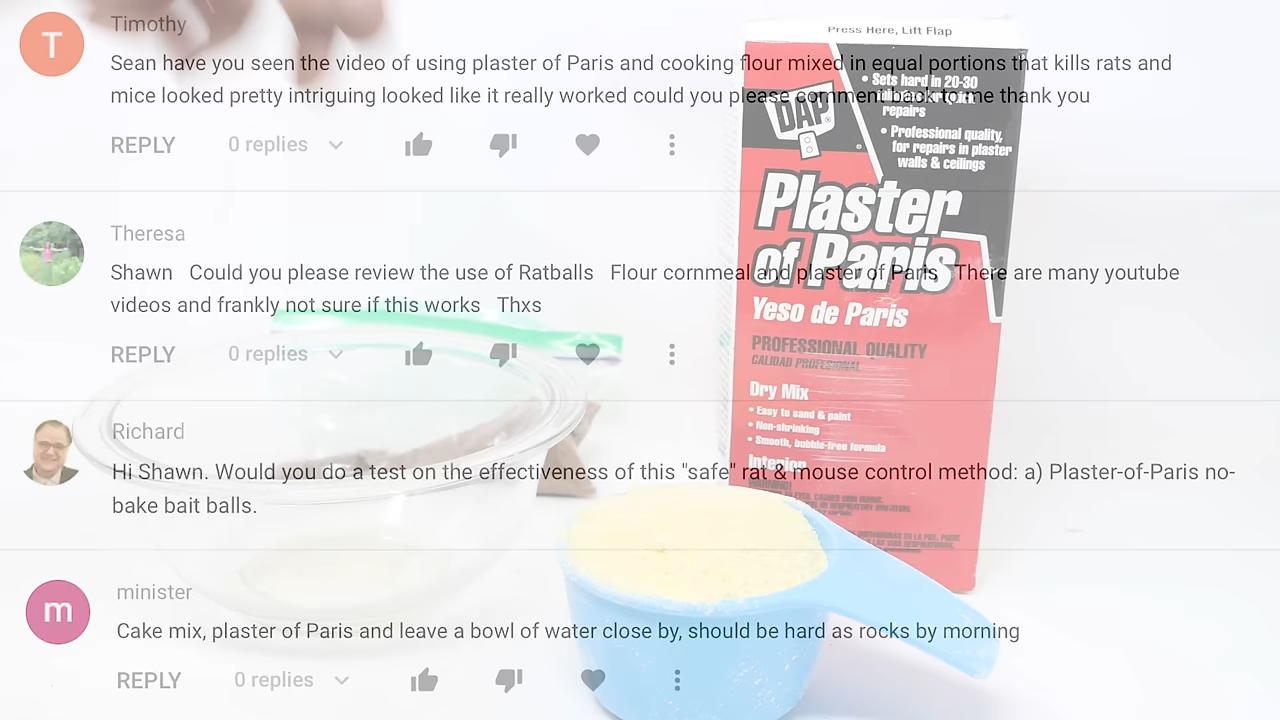 Timothy
Sean have you seen the video of using plaster of Paris and cooking flour mixed in equal portions that kills rats and
mice looked pretty intriguing looked like it really worked could you please comment back to me thank you
REPLY 0 replies
Theresa
Shawn Could you please review the use of Ratballs Flour cornmeal and plaster of Paris There are many youtube
videos and frankly not sure if this works Thxs
REPLY 0 replies
Richard
Hi Shawn. Would you do a test on the effectiveness of this "safe" rat & mouse control method: a) Plaster-of-Paris no-
bake bait balls.
minister
Cake mix, plaster of Paris and leave a bowl of water close by, should be hard as rocks by morning
REPLY 0 replies
T
m
Press Here, Lift Flap
• Sets hard in 20-30
repairs
• Professional quality,
for repairs in plaster
walls & ceilings
DAP
Plaster
of Paris
Yeso de Paris
PROFESSIONAL QUALITY
CALIDAD PROFESIONAL
Dry Mix
• Easy to sand & paint
• Non-shrinking
• Smooth, bubble-free formula
Interior